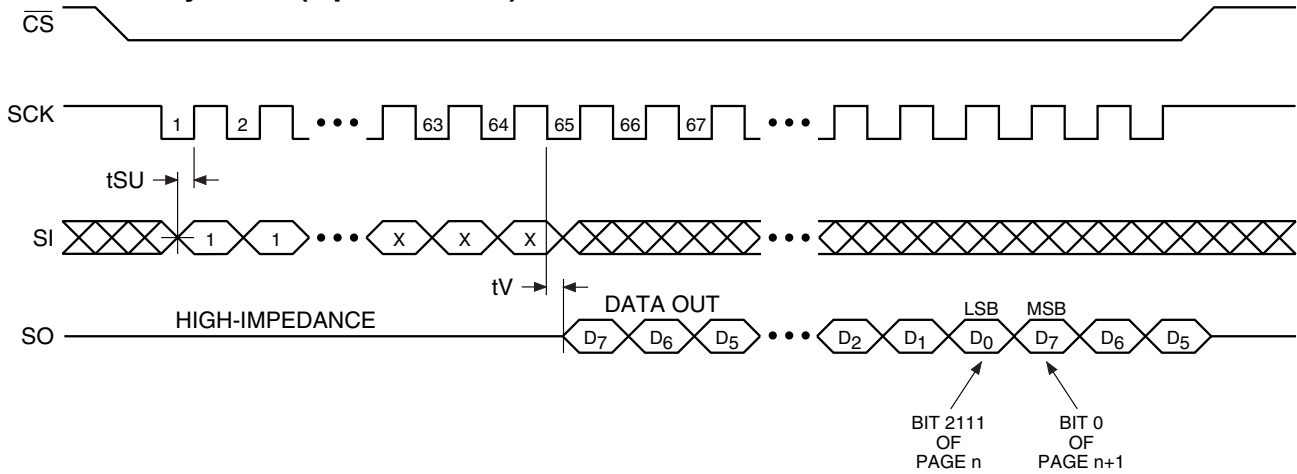 CS
SCK
1 2 63 64 65 66 67
tSU
SI
1 1 X X X
tV
DATA OUT
HIGH-IMPEDANCE
LSB MSB
SO
D7 D6 D5 D2 D1 D0 D7 D6 D5
BIT 2111
OF
PAGE n
BIT 0
OF
PAGE n+1